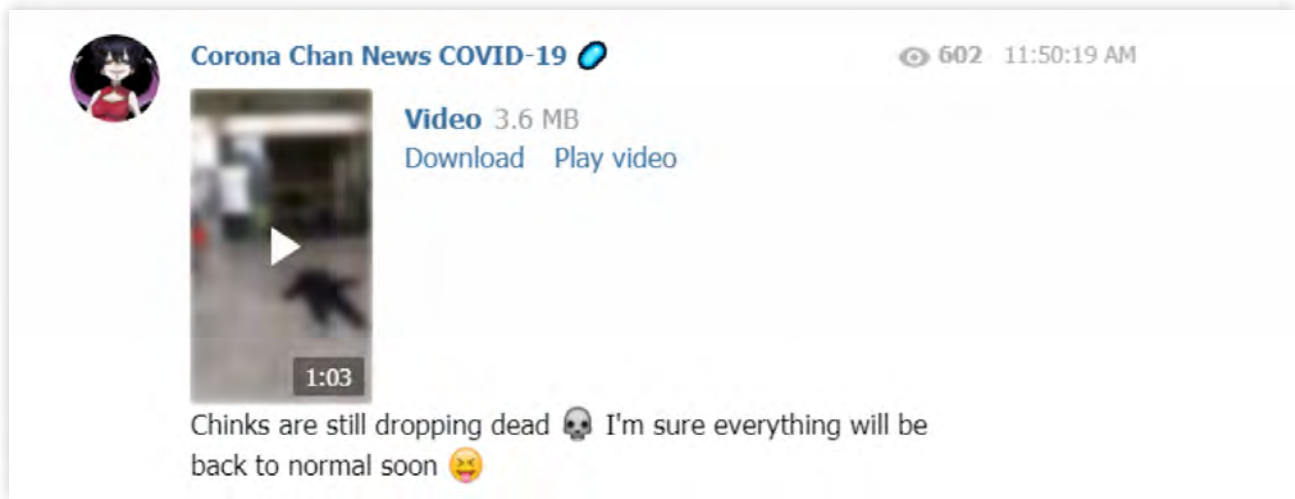 Corona Chan News COVID-19
602 11:50:19 AM
Video 3.6 MB
Download Play video
1:03
Chinks are still dropping dead 💀 I'm sure everything will be
back to normal soon 😝